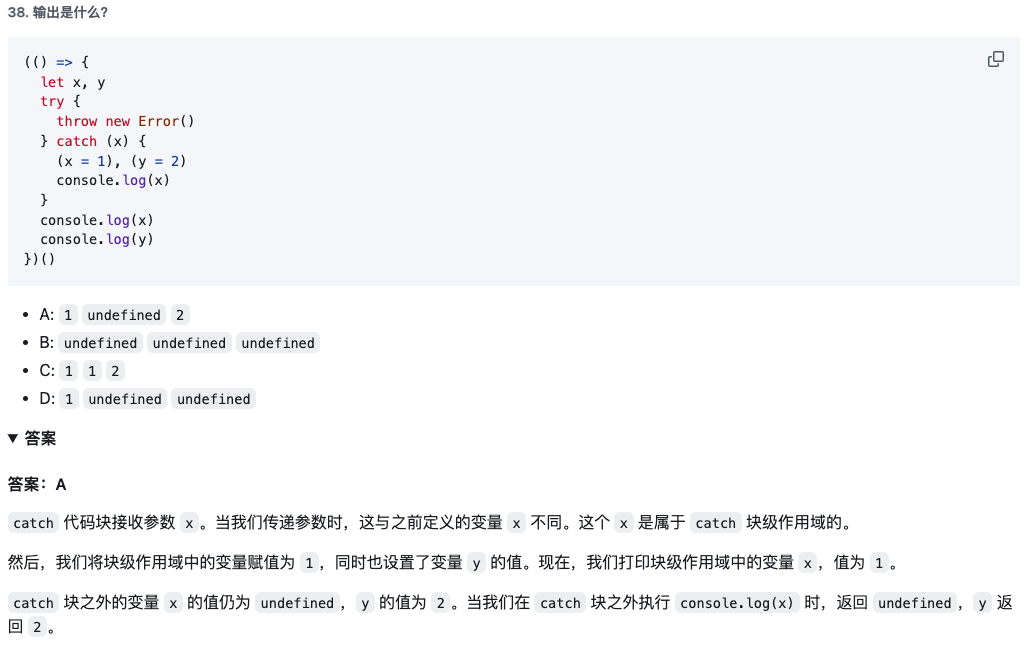 38. 输出是什么?
(() => {
  let x, y
  try {
    throw new Error()
  } catch (x) {
    (x = 1), (y = 2)
    console.log(x)
  }
  console.log(x)
  console.log(y)
})()
• A: 1 undefined 2
• B: undefined undefined undefined
• C: 1 1 2
• D: 1 undefined undefined
▼ 答案
答案：A
catch 代码块接收参数 x。当我们传递参数时，这与之前定义的变量 x 不同。这个 x 是属于 catch 块级作用域的。
然后，我们将块级作用域中的变量赋值为 1，同时也设置了变量 y 的值。现在，我们打印块级作用域中的变量 x，值为 1。
catch 块之外的变量 x 的值仍为 undefined，y 的值为 2。当我们在 catch 块之外执行 console.log(x) 时，返回 undefined，y 返
回 2。